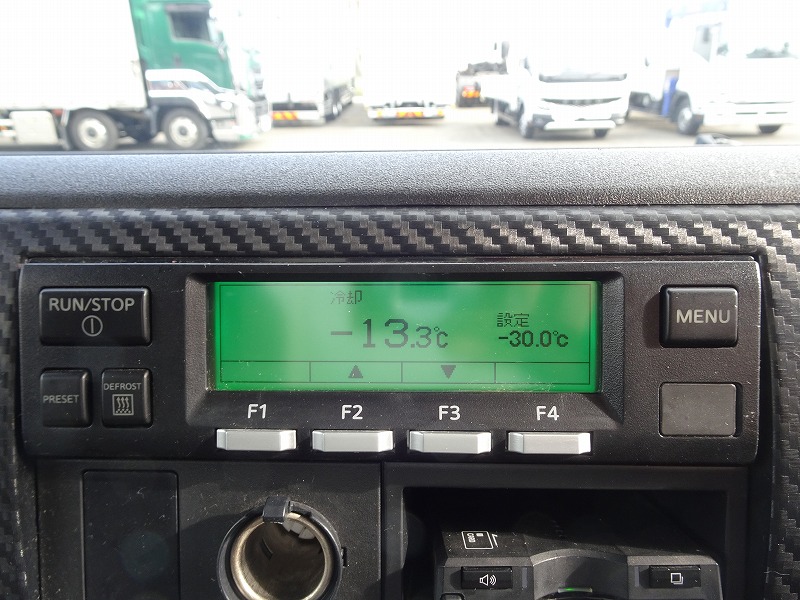 RUN/STOP
冷却
-13.3℃
設定
-30.0℃
▲ ▼
MENU
PRESET
DEFROST
F1 F2 F3 F4